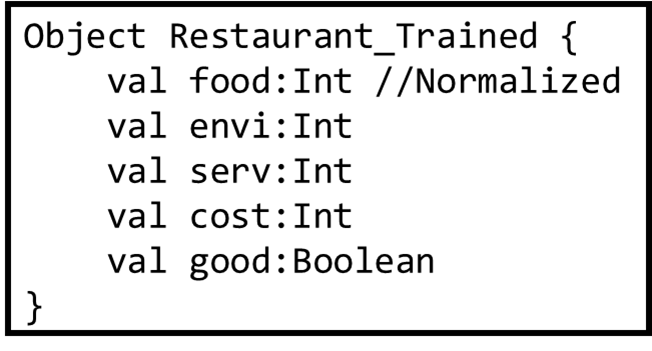 Object Restaurant_Trained {
    val food:Int //Normalized
    val envi:Int
    val serv:Int
    val cost:Int
    val good:Boolean
}